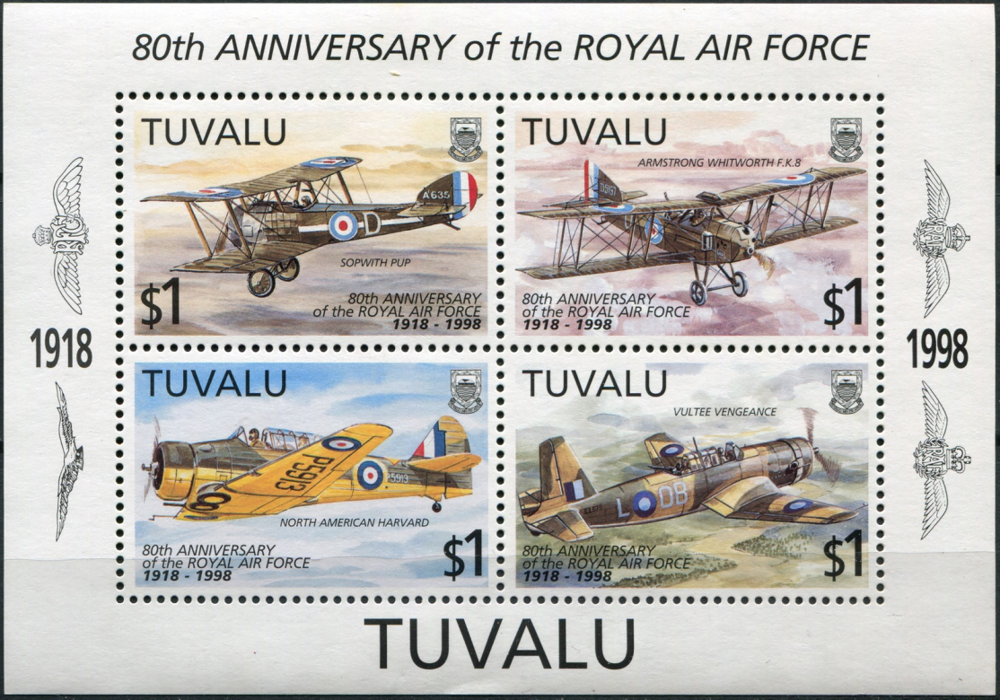 80th ANNIVERSARY of the ROYAL AIR FORCE
TUVALU
A635
D
SOPWITH PUP
80th ANNIVERSARY
of the ROYAL AIR FORCE
1918 - 1998
$1
TUVALU
ARMSTRONG WHITWORTH F.K.8
80th ANNIVERSARY
of the ROYAL AIR FORCE
1918 - 1998
$1
1918
1998
TUVALU
P5913
P5913
NORTH AMERICAN HARVARD
80th ANNIVERSARY
of the ROYAL AIR FORCE
1918 - 1998
$1
TUVALU
VULTEE VENGEANCE
L OB
80th ANNIVERSARY
of the ROYAL AIR FORCE
1918 - 1998
$1
RAF
RAF
TUVALU